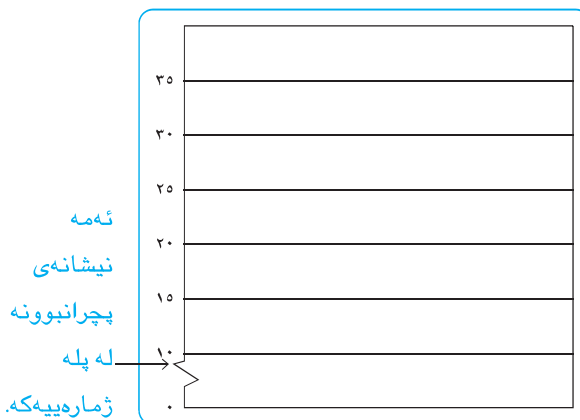 ٣٥
٣٠
٢٥
٢٠
١٥
١٠
٠
ئەمە
نیشانەی
پچرانبوونە
لە پلە
ژمارەییەکە.